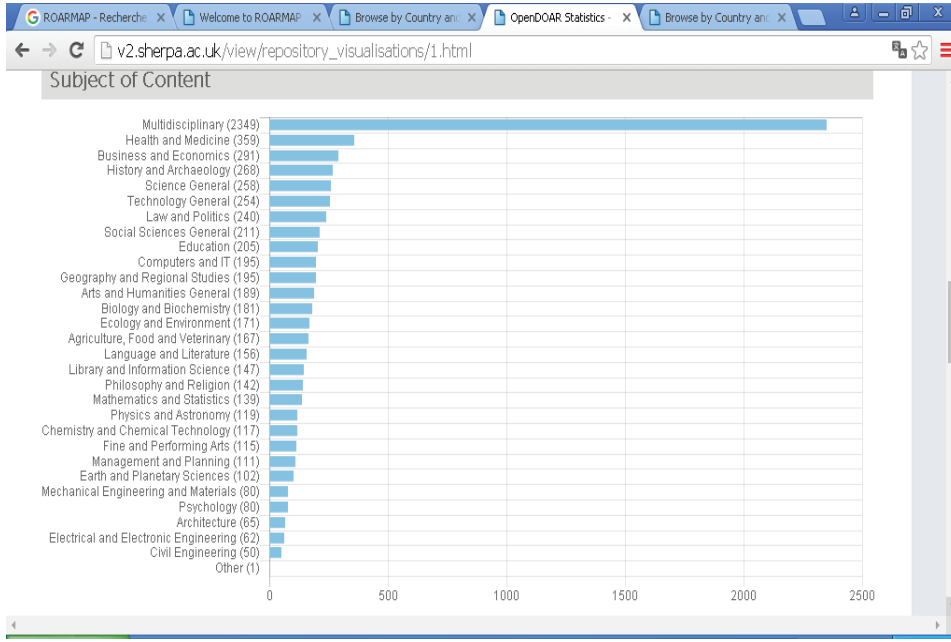 ROARMAP - Recherche
Welcome to ROARMAP
Browse by Country and
OpenDOAR Statistics -
Browse by Country and
v2.sherpa.ac.uk/view/repository_visualisations/1.html
Subject of Content
Multidisciplinary (2349)
Health and Medicine (359)
Business and Economics (291)
History and Archaeology (268)
Science General (258)
Technology General (254)
Law and Politics (240)
Social Sciences General (211)
Education (205)
Computers and IT (195)
Geography and Regional Studies (195)
Arts and Humanities General (189)
Biology and Biochemistry (181)
Ecology and Environment (171)
Agriculture, Food and Veterinary (167)
Language and Literature (156)
Library and Information Science (147)
Philosophy and Religion (142)
Mathematics and Statistics (139)
Physics and Astronomy (119)
Chemistry and Chemical Technology (117)
Fine and Performing Arts (115)
Management and Planning (111)
Earth and Planetary Sciences (102)
Mechanical Engineering and Materials (80)
Psychology (80)
Architecture (65)
Electrical and Electronic Engineering (62)
Civil Engineering (50)
Other (1)
0 500 1000 1500 2000 2500